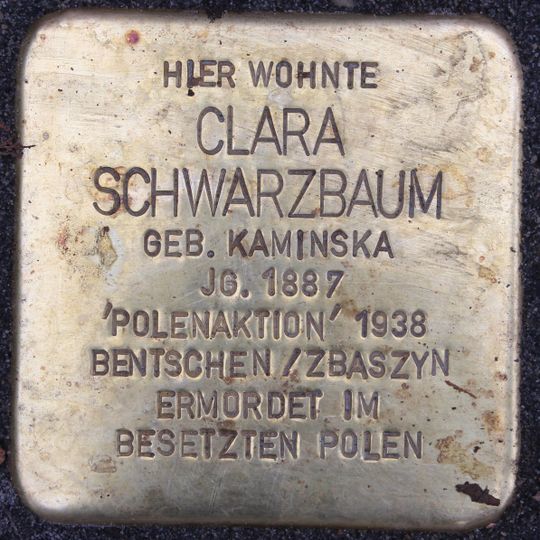 HIER WOHNTE
CLARA
SCHWARZBAUM
GEB. KAMINSKA
JG. 1887
'POLENAKTION' 1938
BENTSCHEN/ZBASZYN
ERMORDET IM
BESETZTEN POLEN